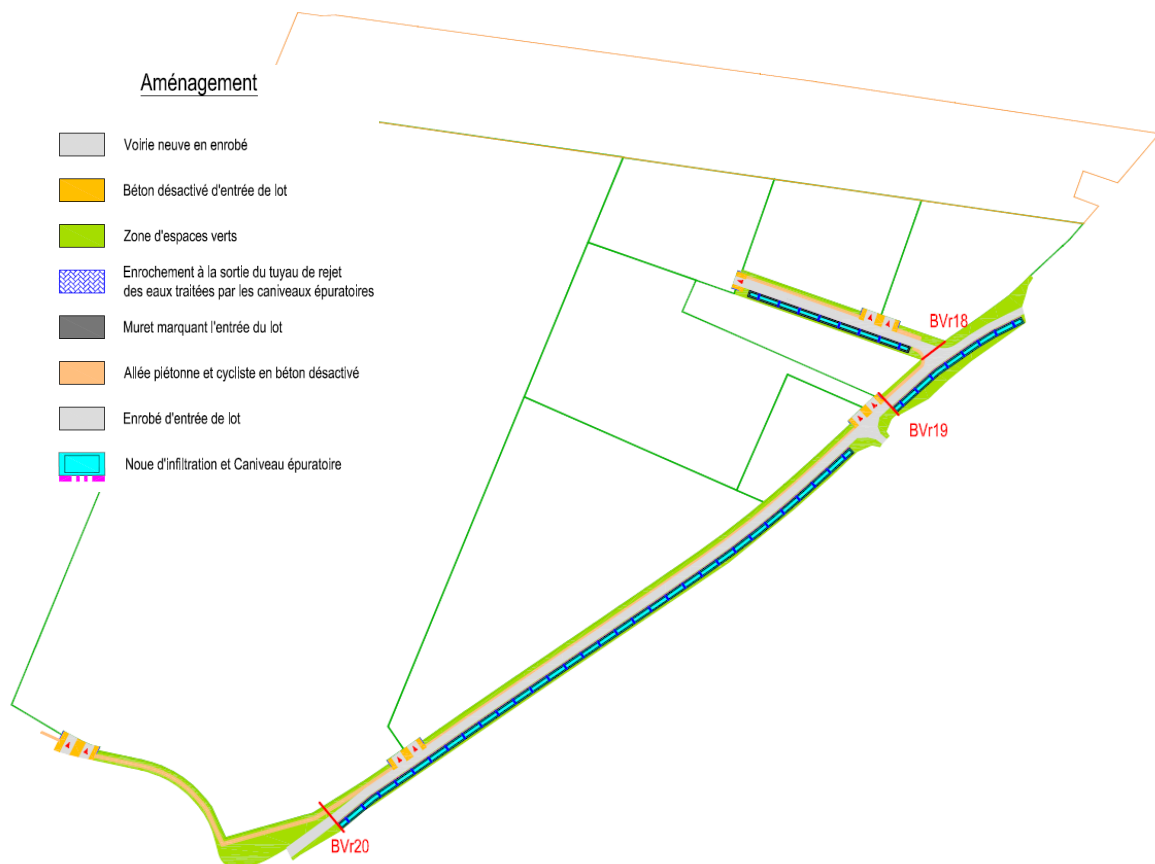 Aménagement
Voirie neuve en enrobé
Béton désactivé d'entrée de lot
Zone d'espaces verts
Enrochement à la sortie du tuyau de rejet
des eaux traitées par les caniveaux épuratoires
Muret marquant l'entrée du lot
Allée piétonne et cycliste en béton désactivé
Enrobé d'entrée de lot
Noue d'infiltration et Caniveau épuratoire
BVr18
BVr19
BVr20